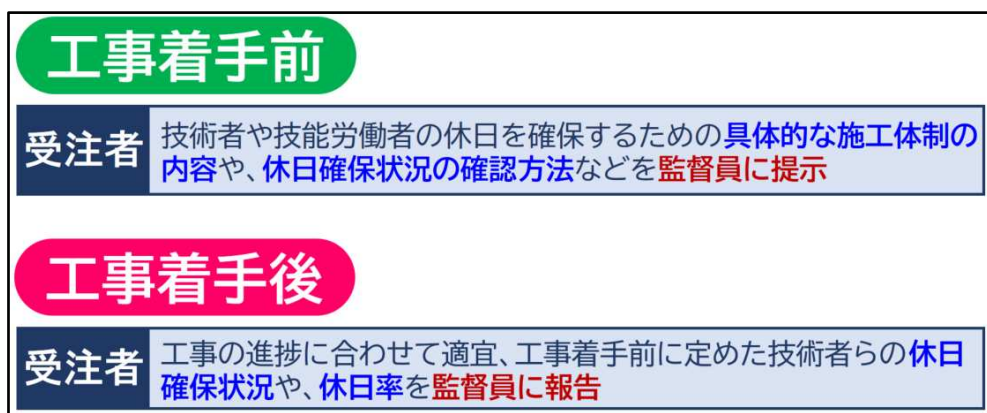 工事着手前
受注者
技術者や技能労働者の休日を確保するための具体的な施工体制の
内容や、休日確保状況の確認方法などを監督員に提示
工事着手後
受注者
工事の進捗に合わせて適宜、工事着手前に定めた技術者らの休日
確保状況や、休日率を監督員に報告